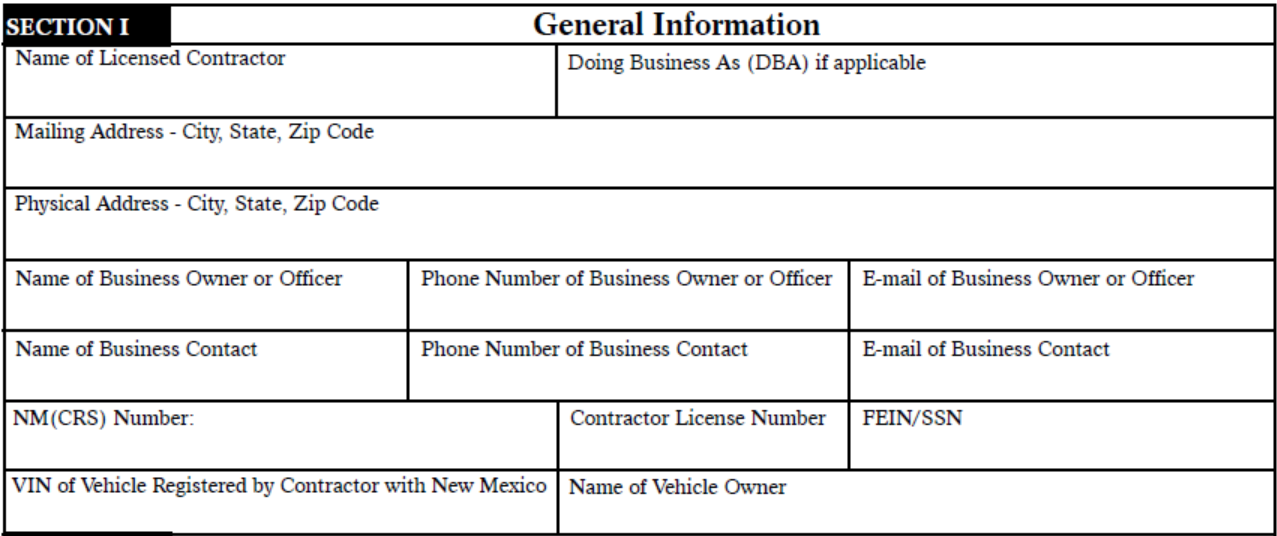 SECTION I
General Information
Name of Licensed Contractor
Doing Business As (DBA) if applicable
Mailing Address - City, State, Zip Code
Physical Address - City, State, Zip Code
Name of Business Owner or Officer
Phone Number of Business Owner or Officer
E-mail of Business Owner or Officer
Name of Business Contact
Phone Number of Business Contact
E-mail of Business Contact
NM(CRS) Number:
Contractor License Number
FEIN/SSN
VIN of Vehicle Registered by Contractor with New Mexico
Name of Vehicle Owner